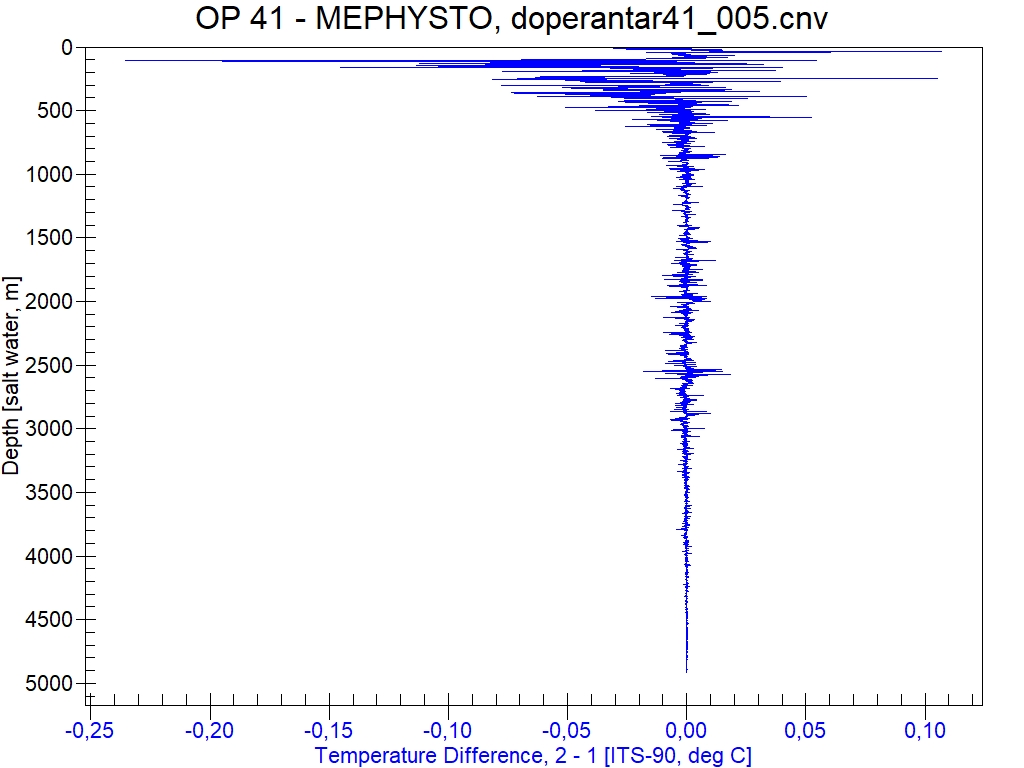 OP 41 - MEPHYSTO, doperantar41_005.cnv
0
500
1000
1500
2000
2500
3000
3500
4000
4500
5000
Depth [salt water, m]
-0,25 -0,20 -0,15 -0,10 -0,05 0,00 0,05 0,10
Temperature Difference, 2 - 1 [ITS-90, deg C]